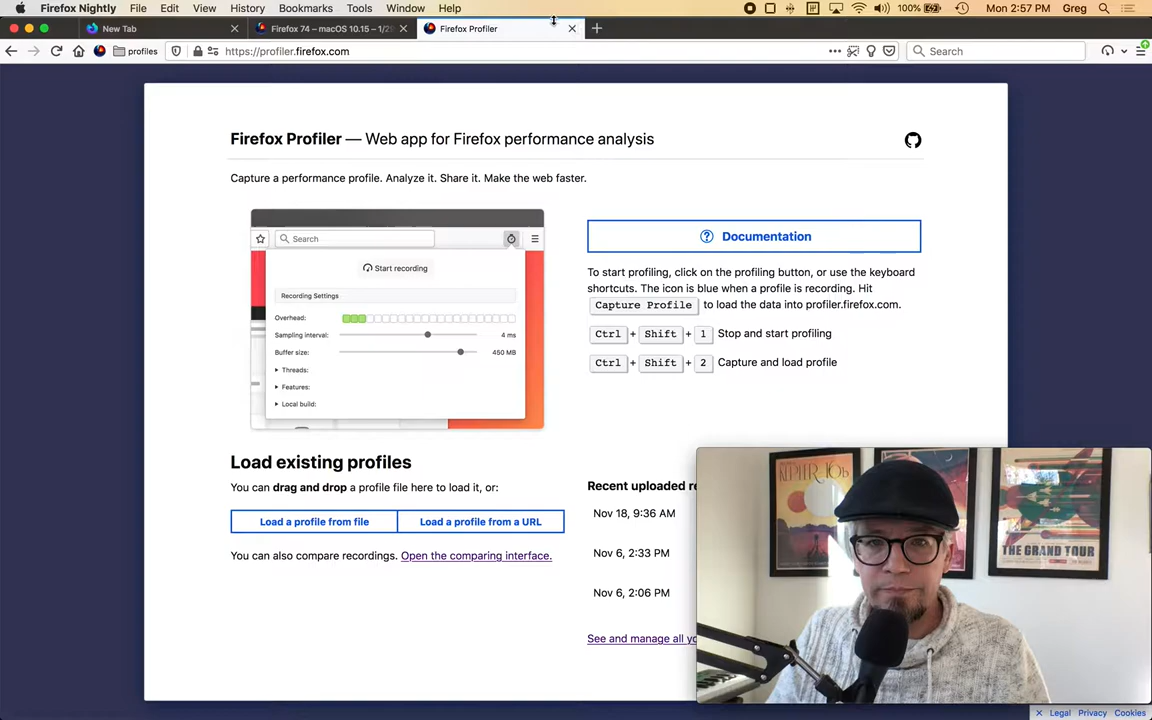 Firefox Nightly File Edit View History Bookmarks Tools Window Help 100% Mon 2:57 PM Greg
New Tab
Firefox 74 – macOS 10.15 – 1/2
Firefox Profiler
profiles
https://profiler.firefox.com
Search
Firefox Profiler — Web app for Firefox performance analysis
Capture a performance profile. Analyze it. Share it. Make the web faster.
Search
Start recording
Recording Settings
Overhead:
Sampling interval: 4 ms
Buffer size: 450 MB
Threads:
Features:
Local build:
Documentation
To start profiling, click on the profiling button, or use the keyboard
shortcuts. The icon is blue when a profile is recording. Hit
Capture Profile to load the data into profiler.firefox.com.
Ctrl + Shift + 1 Stop and start profiling
Ctrl + Shift + 2 Capture and load profile
Load existing profiles
You can drag and drop a profile file here to load it, or:
Load a profile from file
Load a profile from a URL
You can also compare recordings. Open the comparing interface.
Recent uploaded re
Nov 18, 9:36 AM
Nov 6, 2:33 PM
Nov 6, 2:06 PM
See and manage all yo
KEPLER 16b
THE GRAND TOUR
Legal Privacy Cookies